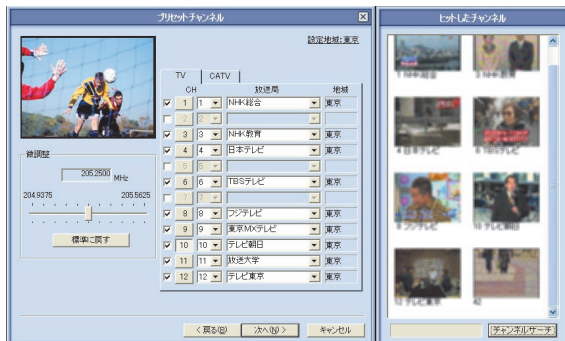 プリセットチャンネル
設定地域:東京
TV CATV
CH 放送局 地域
1 1 NHK総合 東京
2 2
3 3 NHK教育 東京
4 4 日本テレビ 東京
5 5
6 6 TBSテレビ 東京
7 7
8 8 フジテレビ 東京
9 9 東京MXテレビ 東京
10 10 テレビ朝日 東京
11 11 放送大学 東京
12 12 テレビ東京 東京
微調整
205.2500 MHz
204.9375 205.5625
標準に戻す
< 戻る(B) 次へ(N) > キャンセル
ヒットしたチャンネル
1 NHK総合 3 NHK教育
4 日本テレビ 6 TBSテレビ
8 フジテレビ 10 テレビ朝日
12 テレビ東京 42
チャンネルサーチ